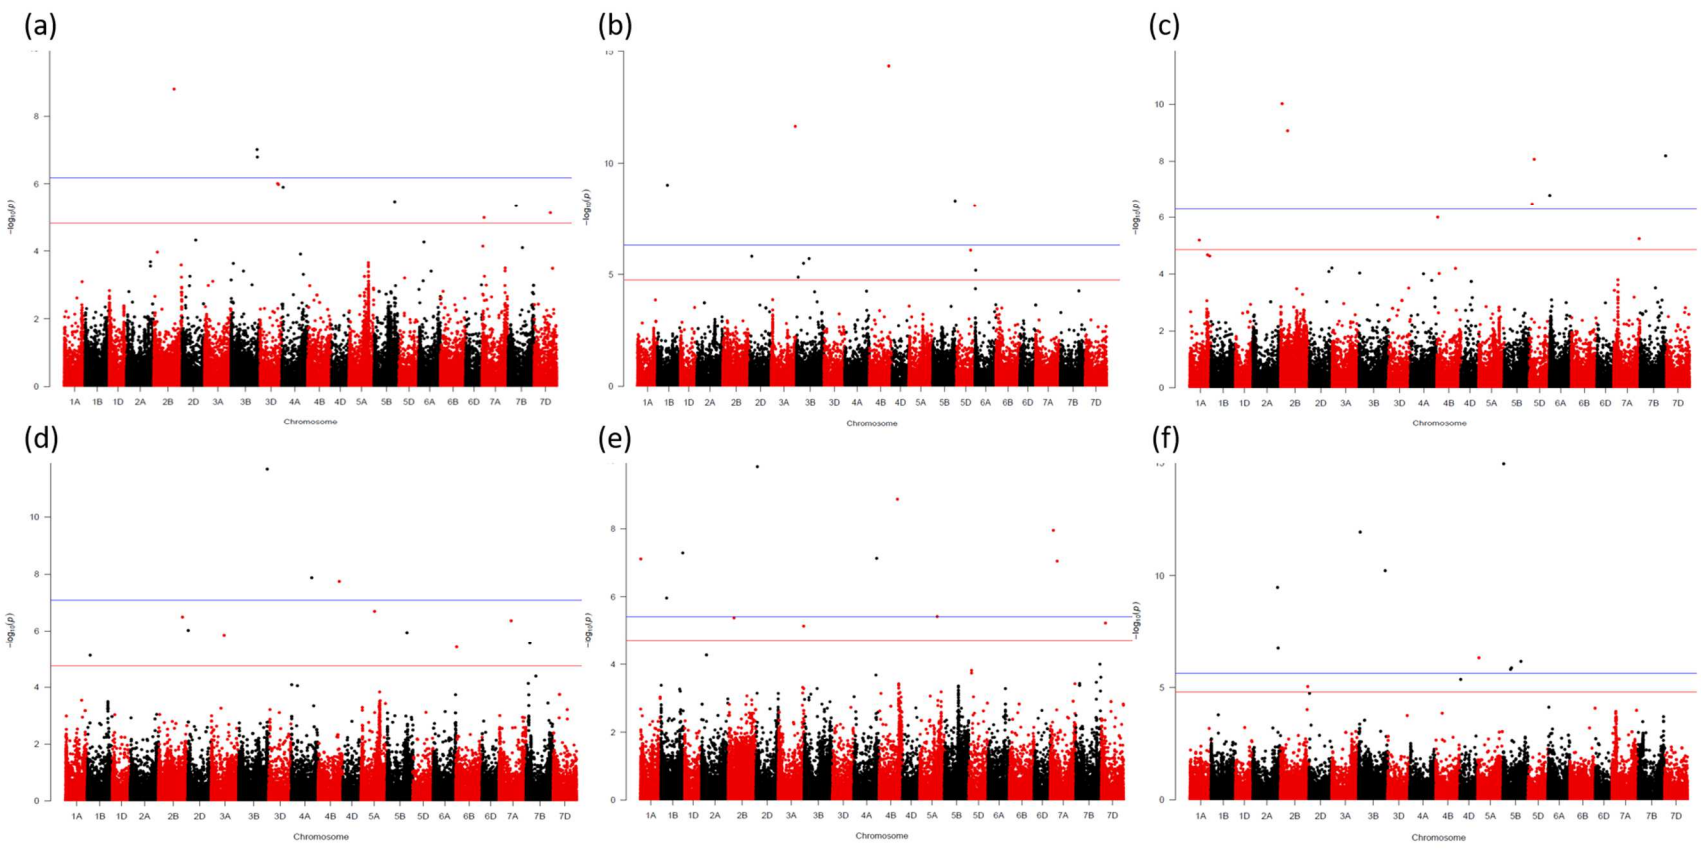 (a)
(b)
(c)
8
6
4
2
0
−log₁₀(p)
1A 1B 1D 2A 2B 2D 3A 3B 3D 4A 4B 4D 5A 5B 5D 6A 6B 6D 7A 7B 7D
Chromosome
15
10
5
0
−log₁₀(p)
1A 1B 1D 2A 2B 2D 3A 3B 4A 4B 4D 5A 5B 5D 6A 6B 6D 7A 7B 7D
Chromosome
10
8
6
4
2
0
−log₁₀(p)
1A 1B 1D 2A 2B 2D 3A 3B 3D 4A 4B 4D 5A 5B 5D 6A 6B 6D 7A 7B 7D
Chromosome
(d)
(e)
(f)
10
8
6
4
2
0
−log₁₀(p)
1A 1B 1D 2A 2B 2D 3A 3B 3D 4A 4B 4D 5A 5B 5D 6A 6B 6D 7A 7B 7D
Chromosome
8
6
4
2
0
−log₁₀(p)
1A 1B 1D 2A 2B 2D 3A 3B 3D 4A 4B 4D 5A 5B 5D 6A 6B 6D 7A 7B 7D
Chromosome
15
10
5
0
−log₁₀(p)
1A 1B 1D 2A 2B 2D 3A 3B 3D 4A 4B 4D 5A 5B 5D 6A 6B 6D 7A 7B 7D
Chromosome